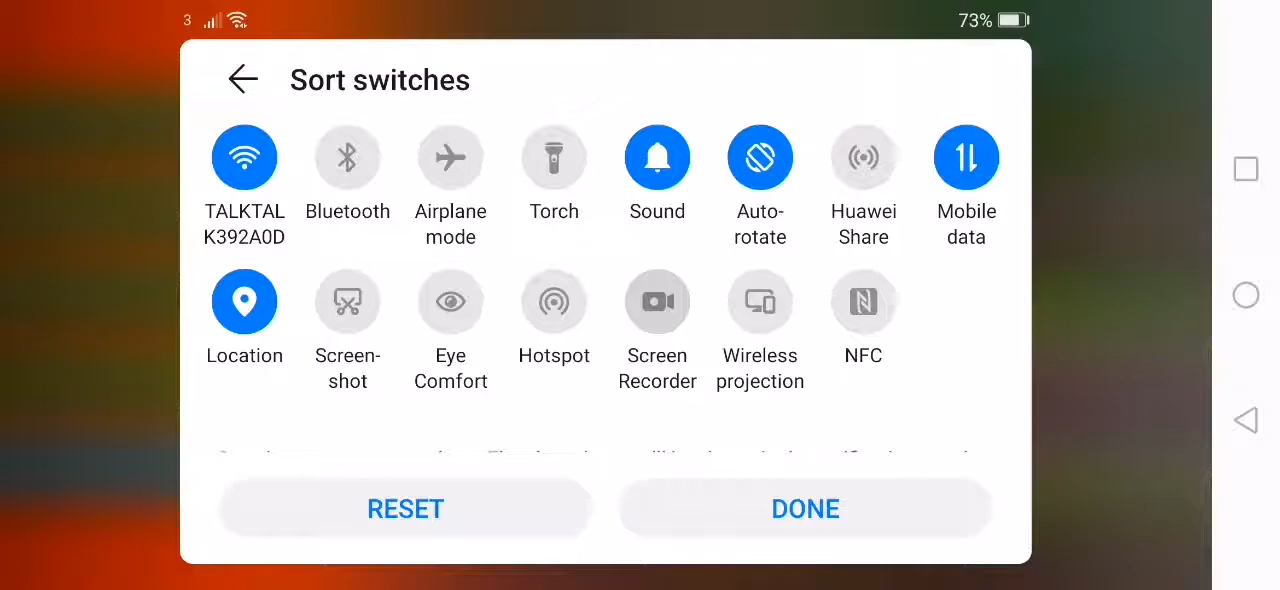 3
73%
Sort switches
TALKTAL
K392A0D
Bluetooth
Airplane
mode
Torch
Sound
Auto-
rotate
Huawei
Share
Mobile
data
Location
Screen-
shot
Eye
Comfort
Hotspot
Screen
Recorder
Wireless
projection
NFC
RESET
DONE